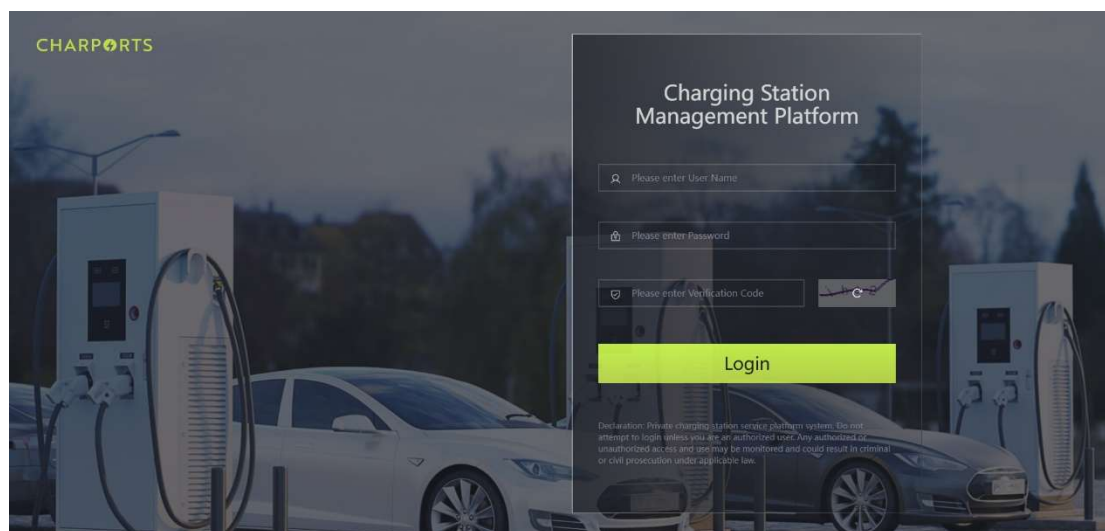 CHARPORTS
Charging Station
Management Platform
Please enter User Name
Please enter Password
Please enter Verification Code
Login
Declaration: Private charging station service platform system. Do not
attempt to login unless you are an authorized user. Any authorized or
unauthorized access and use may be monitored and could result in criminal
or civil prosecution under applicable law.